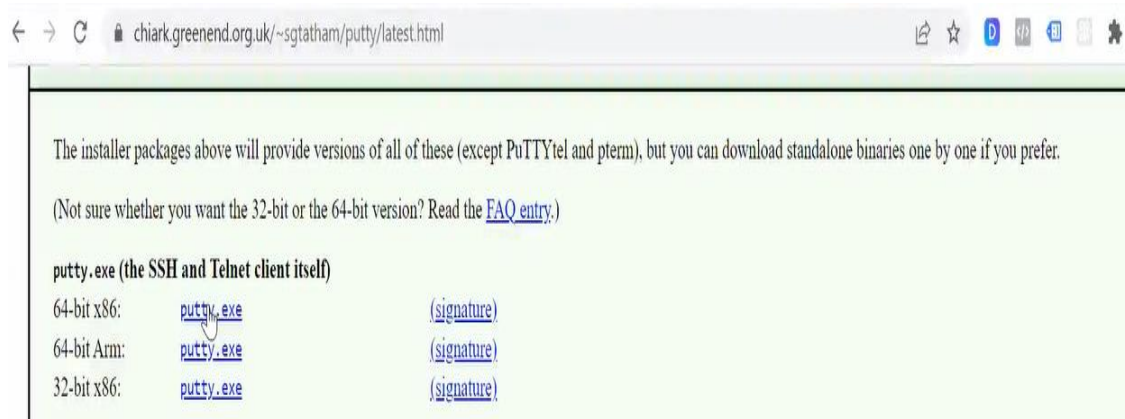 chiark.greenend.org.uk/~sgtatham/putty/latest.html
The installer packages above will provide versions of all of these (except PuTTYtel and pterm), but you can download standalone binaries one by one if you prefer.
(Not sure whether you want the 32-bit or the 64-bit version? Read the FAQ entry.)
putty.exe (the SSH and Telnet client itself)
64-bit x86: putty.exe (signature)
64-bit Arm: putty.exe (signature)
32-bit x86: putty.exe (signature)